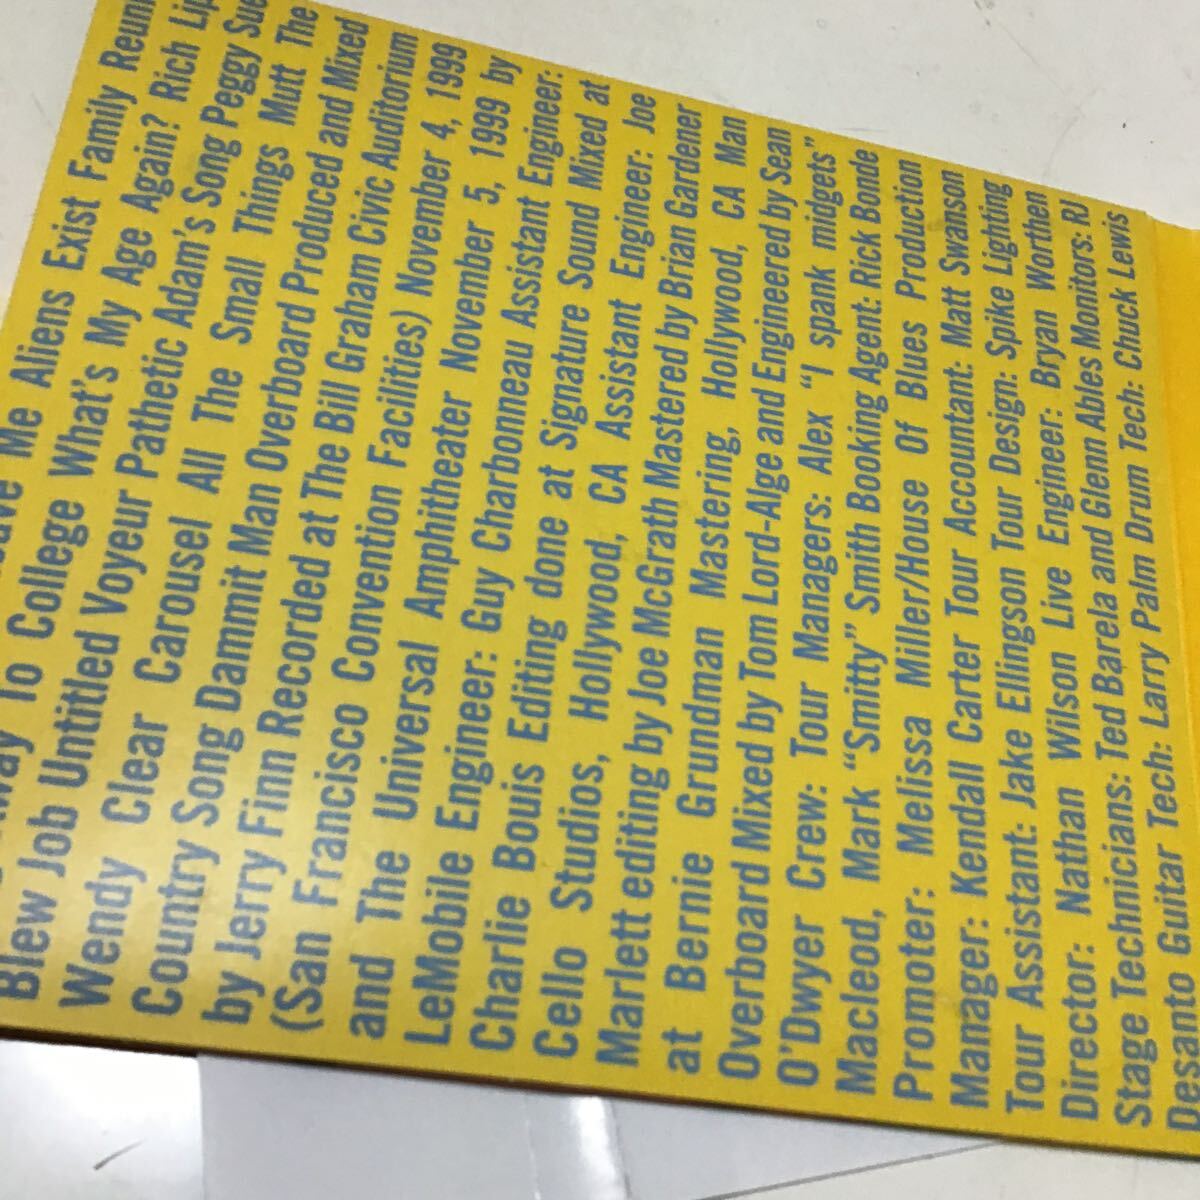 Me Aliens Exist Family
To College What's My Age Again? Rich
Blew Job Untitled Voyeur Pathetic Adam's Song Peggy Sue
Wendy Clear Carousel All The Small Things Mutt The
Country Song Dammit Man Overboard Produced and Mixed
by Jerry Finn Recorded at The Bill Graham Civic Auditorium
(San Francisco Convention Facilities) November 4, 1999
and The Universal Amphitheater November 5, 1999 by
LeMobile Engineer: Guy Charbonneau Assistant Engineer:
Charlie Bouis Editing done at Signature Sound Mixed at
Cello Studios, Hollywood, CA Assistant Engineer: Joe
Marlett editing by Joe McGrath Mastered by Brian Gardener
at Bernie Grundman Mastering, Hollywood, CA Man
Overboard Mixed by Tom Lord-Alge and Engineered by Sean
O'Dwyer Crew: Tour Managers: Alex "I spank midgets"
Macleod, Mark "Smitty" Smith Booking Agent: Rick Bonde
Promoter: Melissa Miller/House Of Blues Production
Manager: Kendall Carter Tour Accountant: Matt Swanson
Tour Assistant: Jake Ellingson Tour Design: Spike Lighting
Director: Nathan Wilson Live Engineer: Bryan Worthen
Stage Technicians: Ted Barela and Glenn Ables Monitors: RJ
Desanto Guitar Tech: Larry Palm Drum Tech: Chuck Lewis